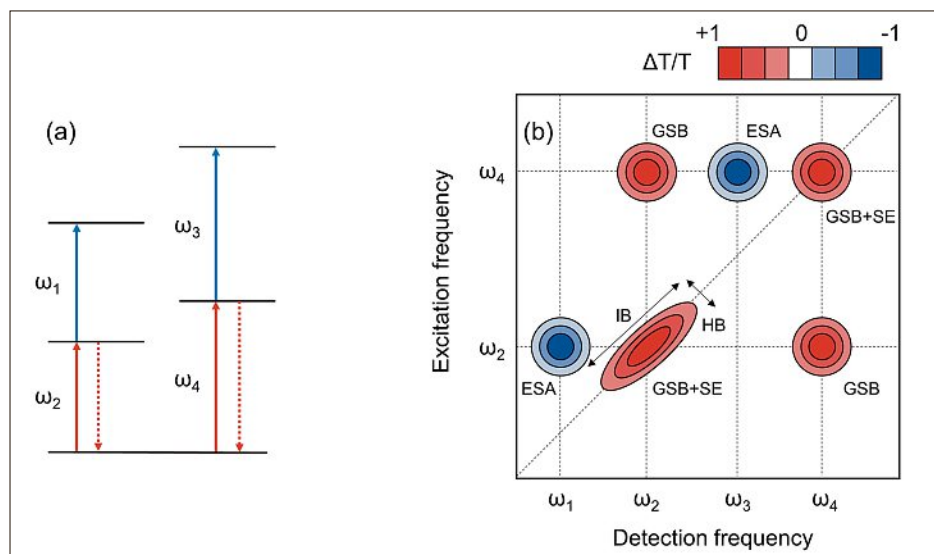 +1 0 -1
ΔT/T
(a)
ω3
ω1
ω4
ω2
(b)
GSB ESA
ω4
GSB+SE
IB HB
ω2
ESA GSB+SE GSB
Excitation frequency
ω1 ω2 ω3 ω4
Detection frequency